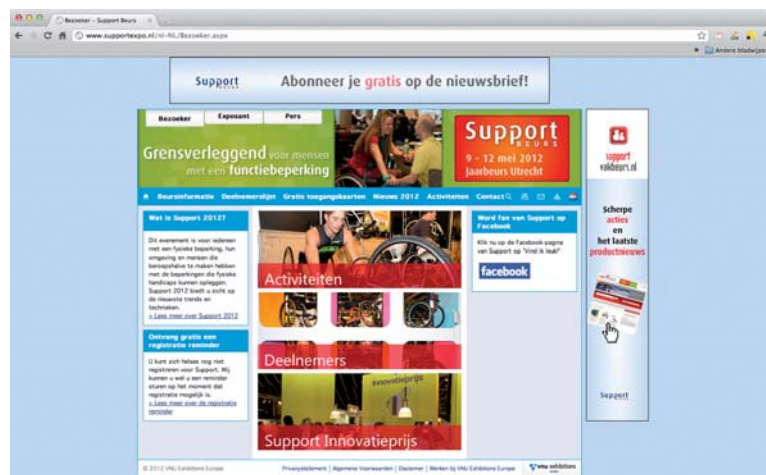 Bezoeker - Support Beurs
www.supportexpo.nl/nl-NL/Bezoeker.aspx
Andere bladwijzers
Support
BEURS
Abonneer je gratis op de nieuwsbrief!
Bezoeker Exposant Pers
Grensverleggend voor mensen
met een functiebeperking
Support
BEURS
9 - 12 mei 2012
Jaarbeurs Utrecht
Beursinformatie Deelnemerslijst Gratis toegangskaarten Nieuws 2012 Activiteiten Contact
Wat is Support 2012?
Dit evenement is voor iedereen
met een fysieke beperking, hun
omgeving en mensen die
beroepshalve te maken hebben
met de beperkingen die fysieke
handicaps kunnen opleggen.
Support 2012 biedt u zicht op
de nieuwste trends en
technieken.
» Lees meer over Support 2012
Ontvang gratis een
registratie reminder
U kunt zich helaas nog niet
registreren voor Support. Wij
kunnen u wel u een reminder
sturen op het moment dat
registratie mogelijk is.
» Lees meer over de registratie
reminder
Activiteiten
Deelnemers
innovatieprijs
Support Innovatieprijs
Word fan van Support op
Facebook
Klik nu op de Facebook-pagina
van Support op "Vind ik leuk!"
facebook
support
vakbeurs.nl
Scherpe
acties
en
het laatste
productnieuws
Support
© 2012 VNU Exhibitions Europe
Privacystatement | Algemene Voorwaarden | Disclaimer | Werken bij VNU Exhibitions Europe
vnu exhibitions